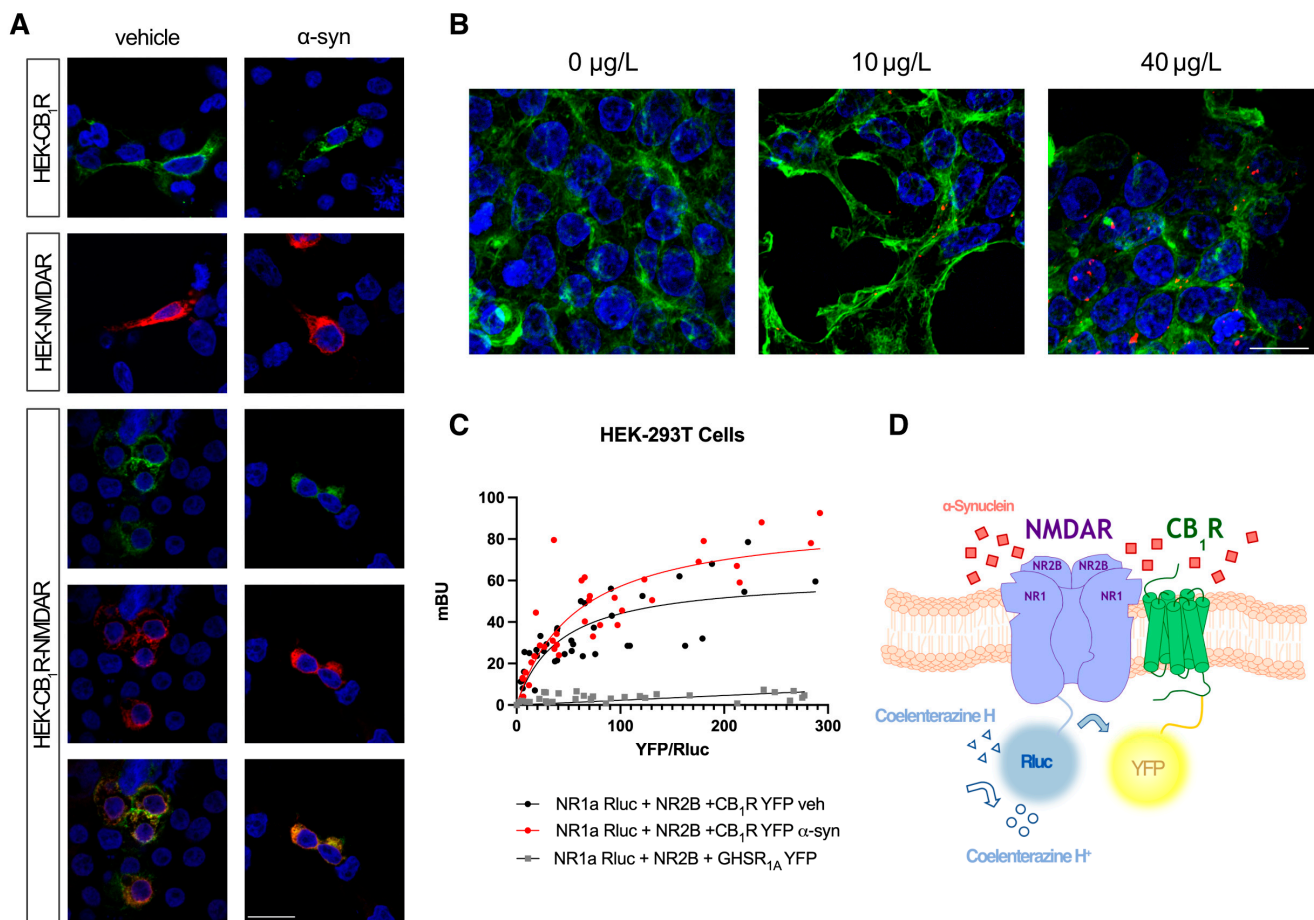 A
vehicle
α-syn
HEK-CB₁R
HEK-NMDAR
HEK-CB₁R-NMDAR
B
0 µg/L
10 µg/L
40 µg/L
C
HEK-293T Cells
mBU
100
80
60
40
20
0
0
100
200
300
YFP/Rluc
NR1a Rluc + NR2B +CB₁R YFP veh
NR1a Rluc + NR2B +CB₁R YFP α-syn
NR1a Rluc + NR2B + GHSR₁ₐ YFP
D
α-Synuclein
NMDAR
CB₁R
NR2B
NR2B
NR1
NR1
Coelenterazine H
Rluc
YFP
Coelenterazine H⁺